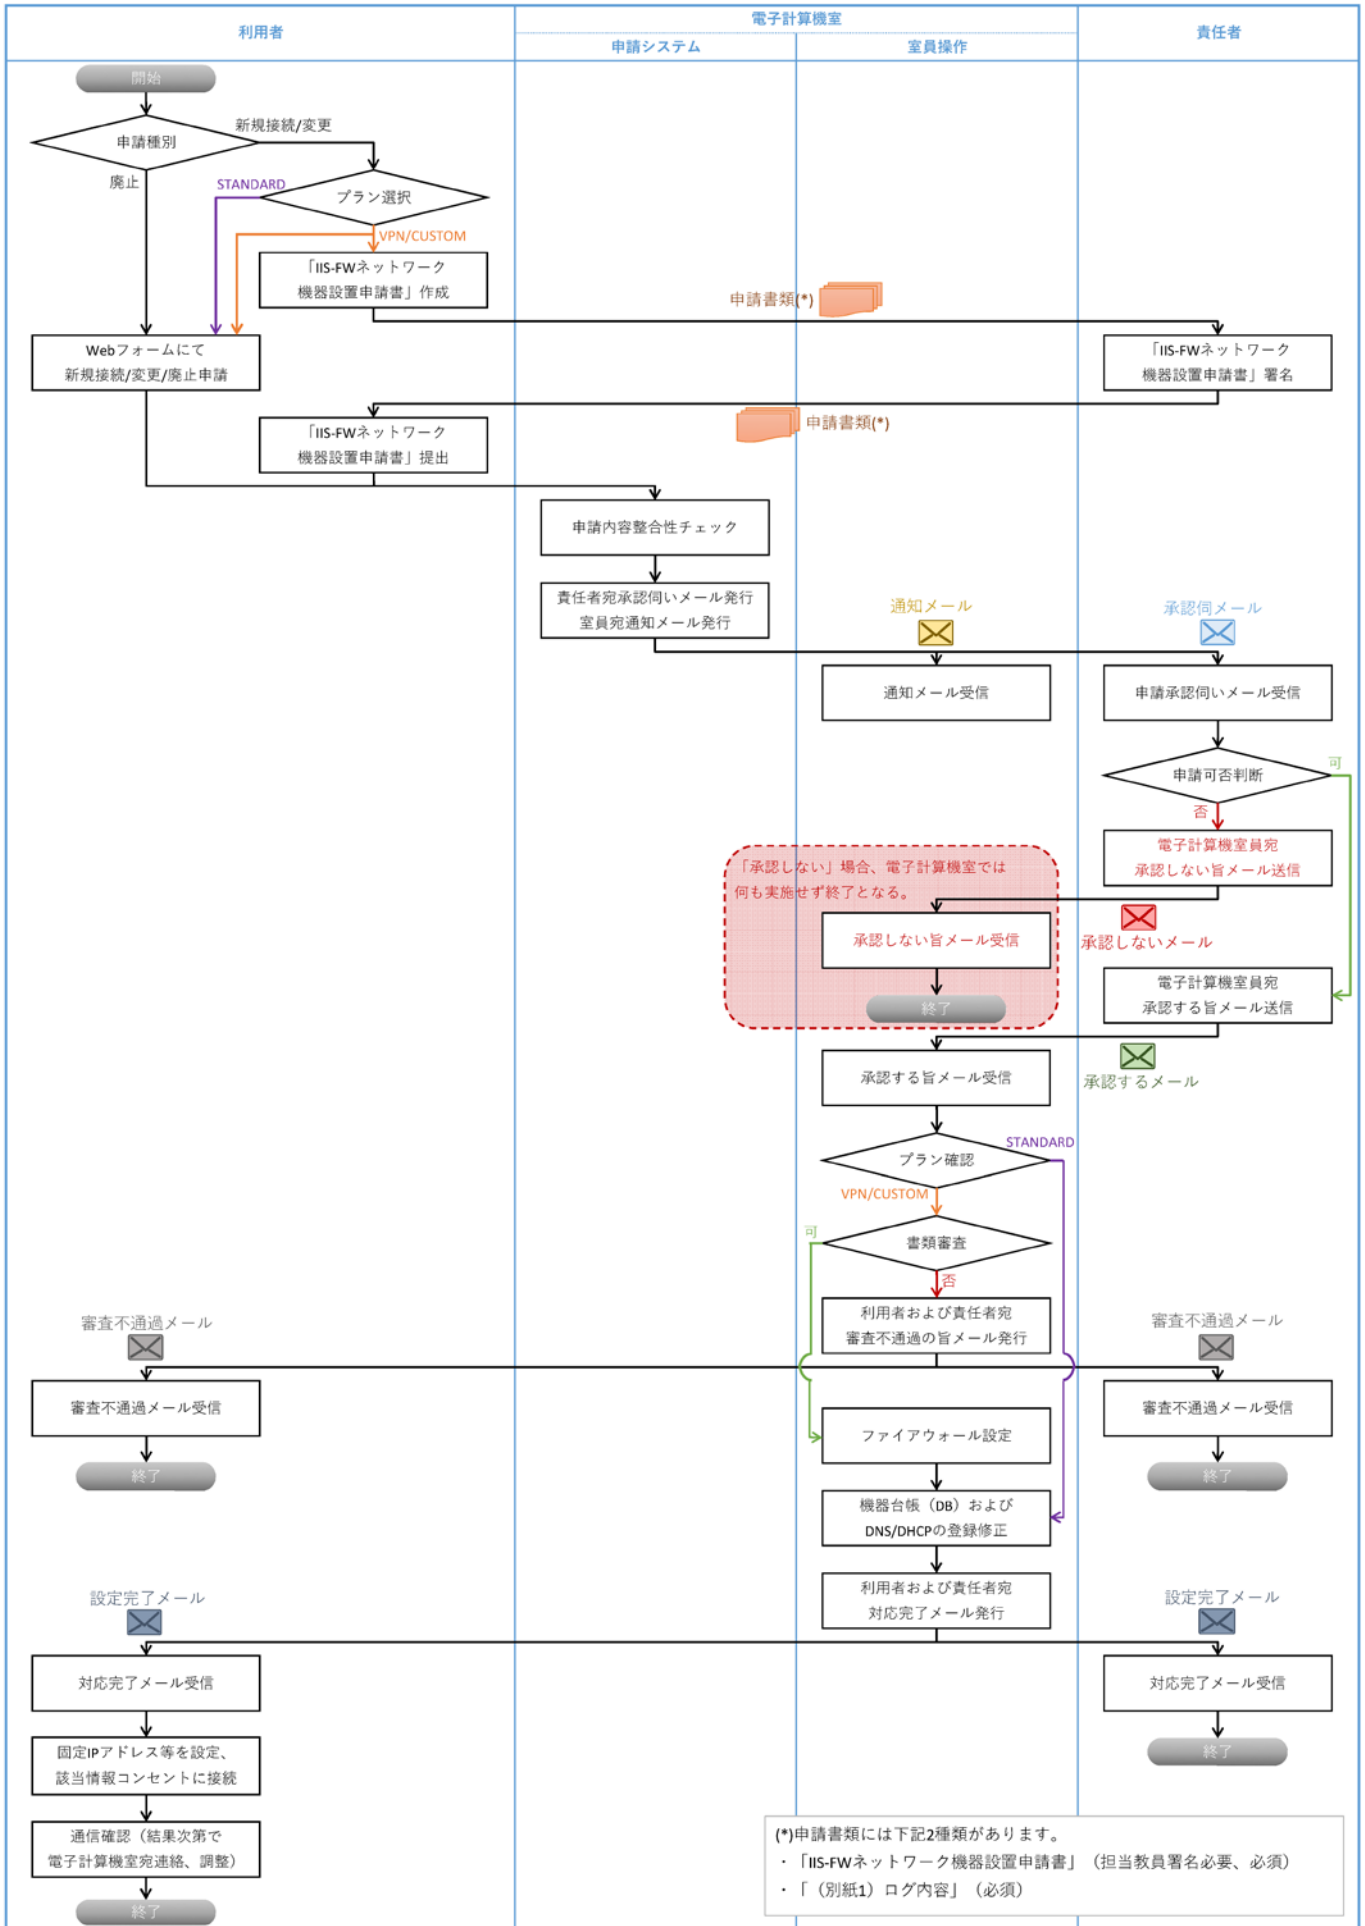 利用者
電子計算機室
責任者
申請システム
室員操作
開始
申請種別
新規接続/変更
廃止
STANDARD
プラン選択
VPN/CUSTOM
「IIS-FWネットワーク
機器設置申請書」作成
申請書類(*)
Webフォームにて
新規接続/変更/廃止申請
「IIS-FWネットワーク
機器設置申請書」署名
申請書類(*)
「IIS-FWネットワーク
機器設置申請書」提出
申請内容整合性チェック
責任者宛承認伺いメール発行
室員宛通知メール発行
通知メール
承認伺メール
通知メール受信
申請承認伺いメール受信
申請可否判断
可
否
電子計算機室員宛
承認しない旨メール送信
「承認しない」場合、電子計算機室では
何も実施せず終了となる。
承認しない旨メール受信
承認しないメール
終了
電子計算機室員宛
承認する旨メール送信
承認するメール
承認する旨メール受信
プラン確認
STANDARD
VPN/CUSTOM
書類審査
可
否
利用者および責任者宛
審査不通過の旨メール発行
審査不通過メール
審査不通過メール
審査不通過メール受信
審査不通過メール受信
終了
終了
ファイアウォール設定
機器台帳（DB）および
DNS/DHCPの登録修正
利用者および責任者宛
対応完了メール発行
設定完了メール
設定完了メール
対応完了メール受信
対応完了メール受信
終了
固定IPアドレス等を設定、
該当情報コンセントに接続
通信確認（結果次第で
電子計算機室宛連絡、調整）
終了
(*)申請書類には下記2種類があります。
・「IIS-FWネットワーク機器設置申請書」（担当教員署名必要、必須）
・「（別紙1）ログ内容」（必須）